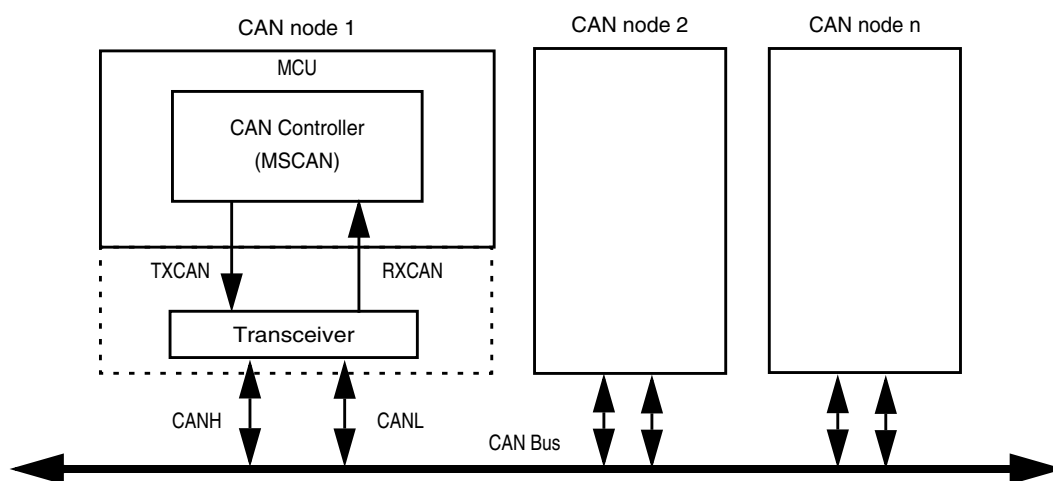 CAN node 1
CAN node 2
CAN node n
MCU
CAN Controller
(MSCAN)
TXCAN
RXCAN
Transceiver
CANH
CANL
CAN Bus